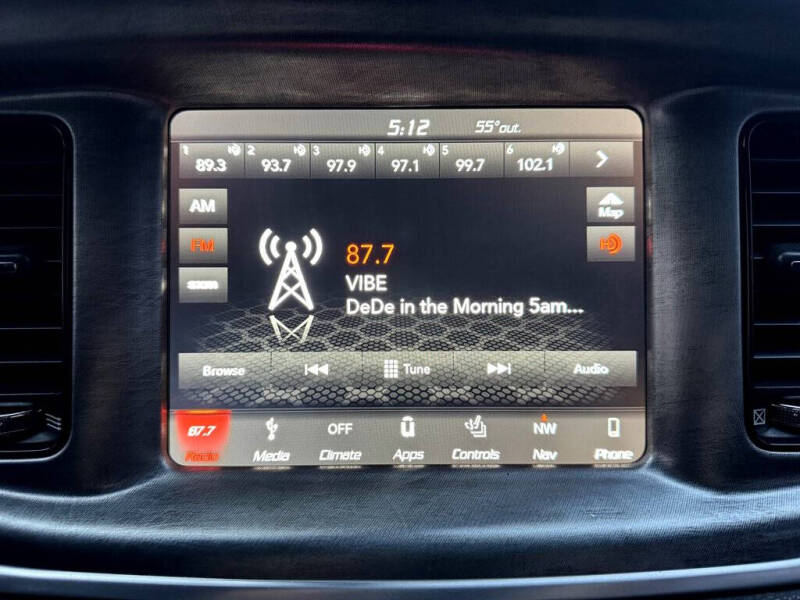 5:12 55°out.
1 2 3 4 5 6
89.3 93.7 97.9 97.1 99.7 102.1
AM
Map
FM
87.7
VIBE
sxm
DeDe in the Morning 5am...
Browse Tune Audio
87.7 OFF NW
Radio Media Climate Apps Controls Nav Phone